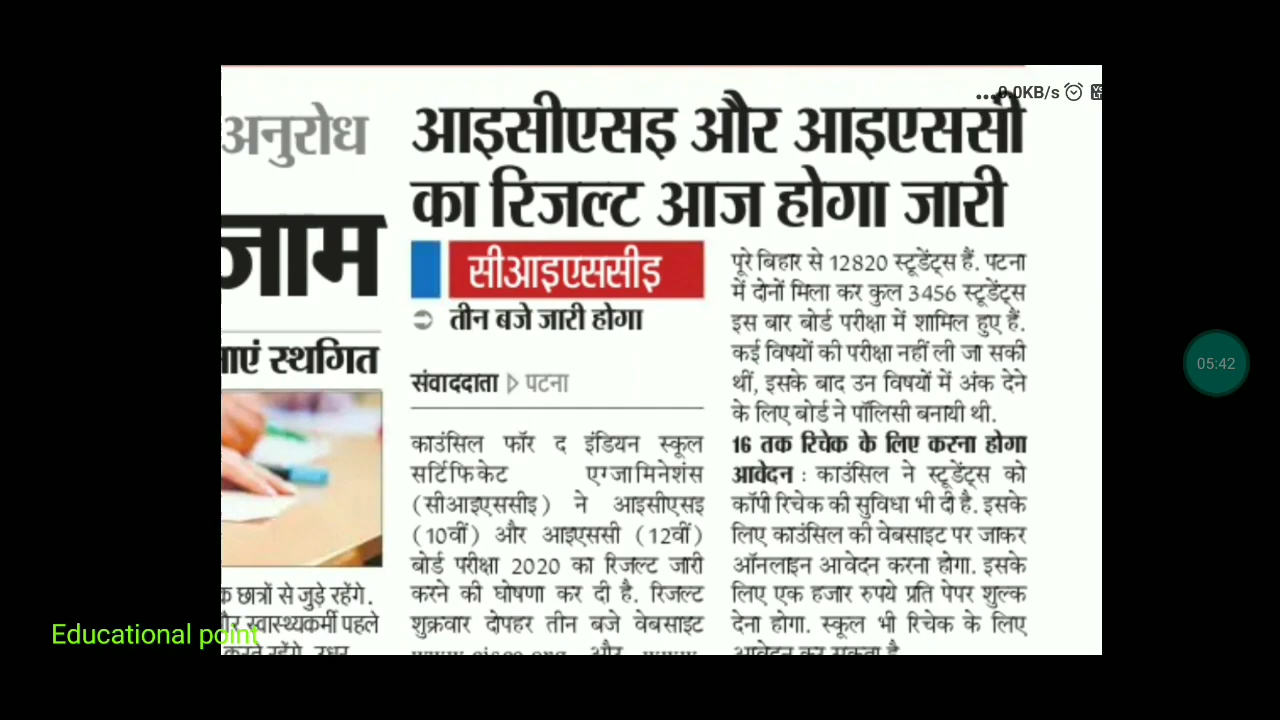 ...0.0KB/s
अनुरोध
आइसीएसइ और आइएससी
का रिजल्ट आज होगा जारी
सीआइएससीइ
तीन बजे जारी होगा
स्थगित
संवाददाता पटना
काउंसिल फॉर द इंडियन स्कूल
सर्टिफिकेट एग्जामिनेशंस
(सीआइएससीइ) ने आइसीएसइ
(10वीं) और आइएससी (12वीं)
बोर्ड परीक्षा 2020 का रिजल्ट जारी
करने की घोषणा कर दी है. रिजल्ट
शुक्रवार दोपहर तीन बजे वेबसाइट
पूरे बिहार से 12820 स्टूडेंट्स हैं. पटना
में दोनों मिला कर कुल 3456 स्टूडेंट्स
इस बार बोर्ड परीक्षा में शामिल हुए हैं.
कई विषयों की परीक्षा नहीं ली जा सकी
थीं, इसके बाद उन विषयों में अंक देने
के लिए बोर्ड ने पॉलिसी बनायी थी.
16 तक रिचेक के लिए करना होगा
आवेदन : काउंसिल ने स्टूडेंट्स को
कॉपी रिचेक की सुविधा भी दी है. इसके
लिए काउंसिल की वेबसाइट पर जाकर
ऑनलाइन आवेदन करना होगा. इसके
लिए एक हजार रुपये प्रति पेपर शुल्क
देना होगा. स्कूल भी रिचेक के लिए
आवेदन कर सकता है.
छात्रों से जुड़े रहेंगे.
स्वास्थ्यकर्मी पहले
Educational point
05:42